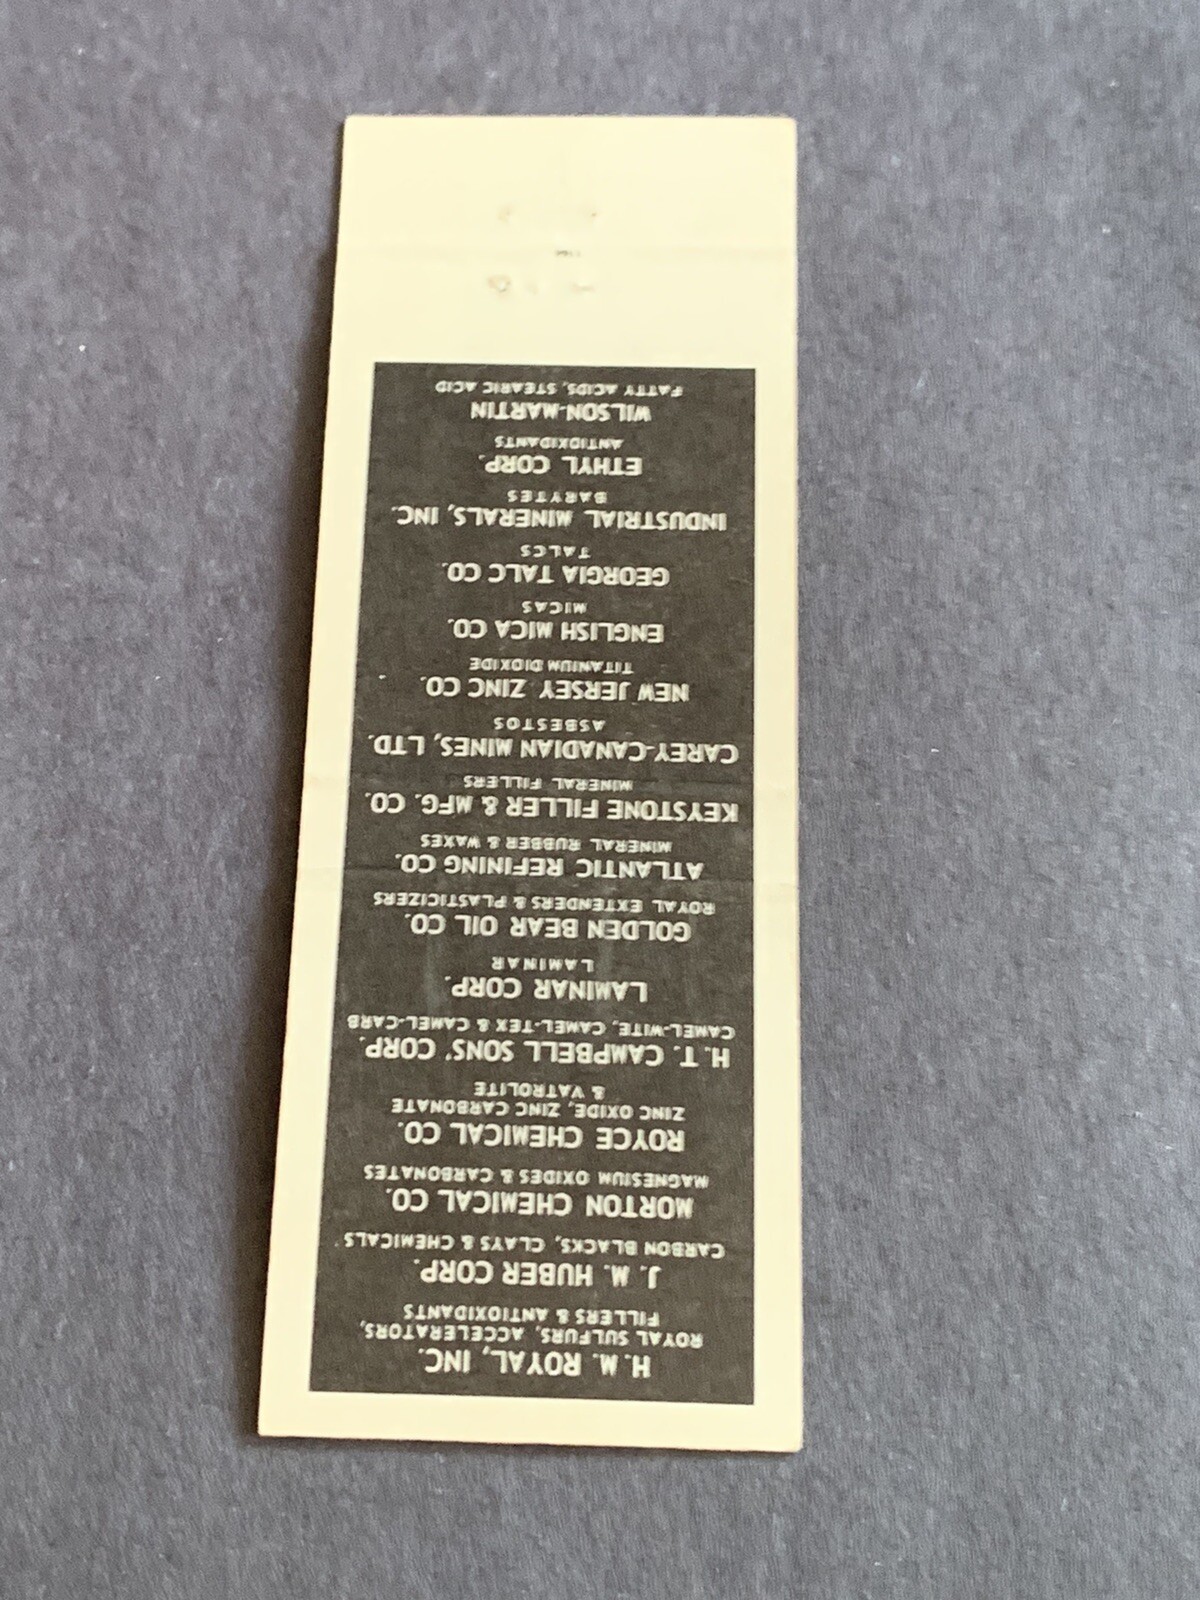 H. M. ROYAL, INC.
ROYAL SULFURS, ACCELERATORS,
FILLERS & ANTIOXIDANTS
J. M. HUBER CORP.
CARBON BLACKS, CLAYS & CHEMICALS
MORTON CHEMICAL CO.
MAGNESIUM OXIDES & CARBONATES
ROYCE CHEMICAL CO.
ZINC OXIDE, ZINC CARBONATE
& VATROLITE
H. T. CAMPBELL SONS' CORP.
CAMEL-WITE, CAMEL-TEX & CAMEL-CARB
LAMINAR CORP.
LAMINAR
GOLDEN BEAR OIL CO.
ROYAL EXTENDERS & PLASTICIZERS
ATLANTIC REFINING CO.
MINERAL RUBBER & WAXES
KEYSTONE FILLER & MFG. CO.
MINERAL FILLERS
CAREY-CANADIAN MINES, LTD.
ASBESTOS
NEW JERSEY ZINC CO.
TITANIUM DIOXIDE
ENGLISH MICA CO.
MICAS
GEORGIA TALC CO.
TALCS
INDUSTRIAL MINERALS, INC.
BARYTES
ETHYL CORP.
ANTIOXIDANTS
WILSON-MARTIN
FATTY ACIDS, STEARIC ACID